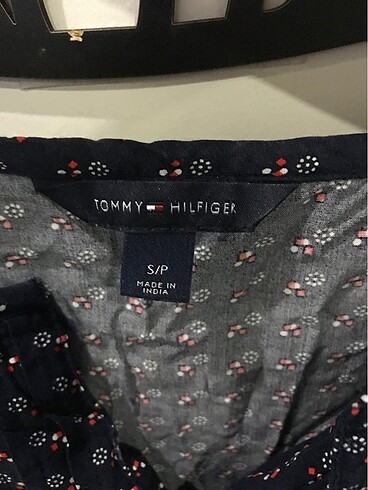 TOMMY HILFIGER
S/P
MADE IN
INDIA